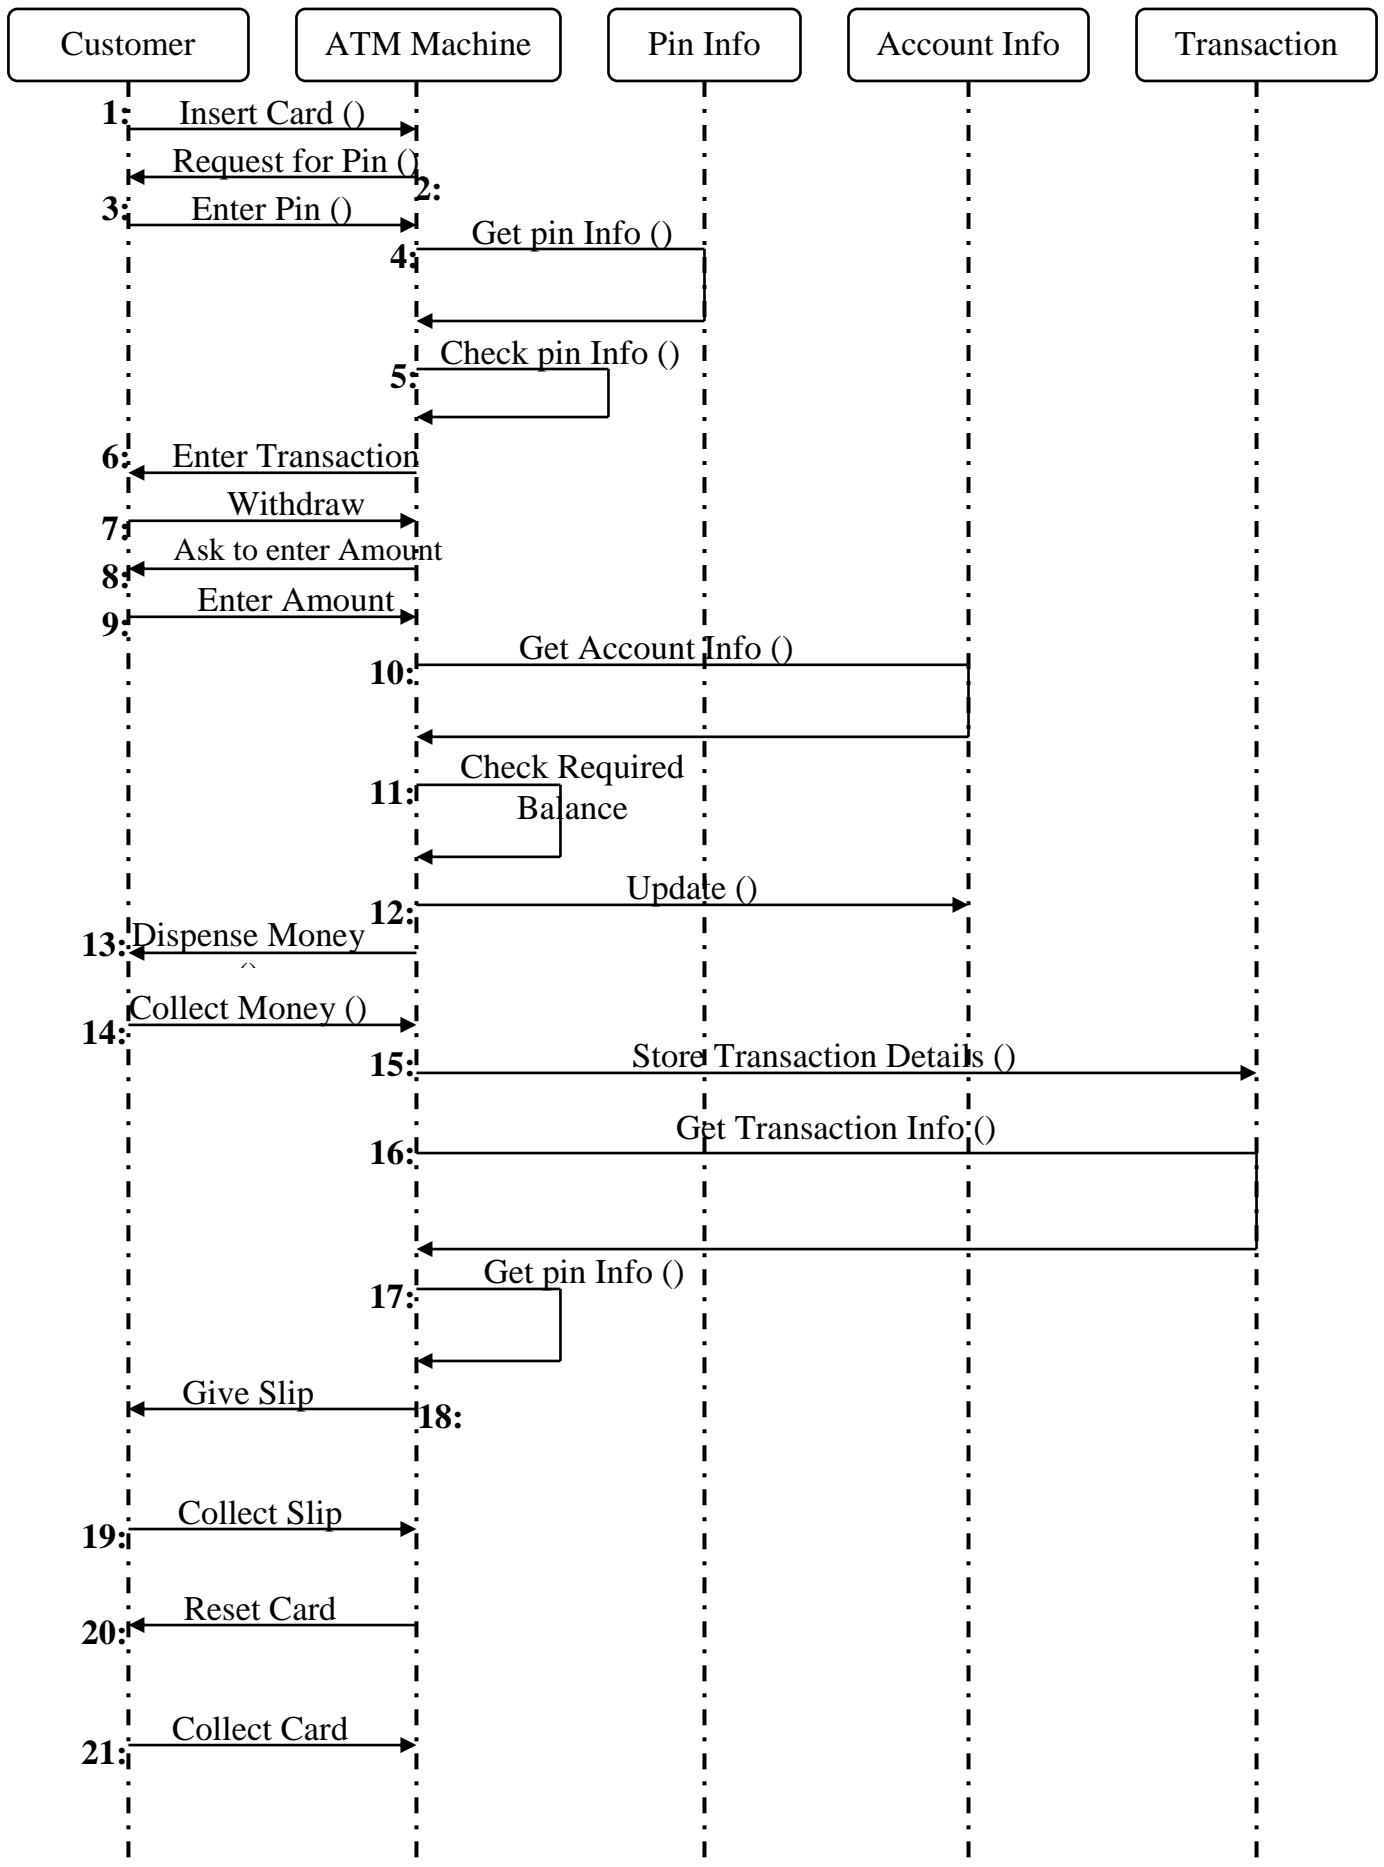 Customer
ATM Machine
Pin Info
Account Info
Transaction
1: Insert Card ()
Request for Pin ()
2:
3: Enter Pin ()
Get pin Info ()
4:
Check pin Info ()
5:
6: Enter Transaction
Withdraw
7:
Ask to enter Amount
8:
Enter Amount
9:
Get Account Info ()
10:
Check Required
11:
Balance
Update ()
12:
13: Dispense Money
()
Collect Money ()
14:
15: Store Transaction Details ()
Get Transaction Info ()
16:
Get pin Info ()
17:
Give Slip
18:
Collect Slip
19:
Reset Card
20:
Collect Card
21: